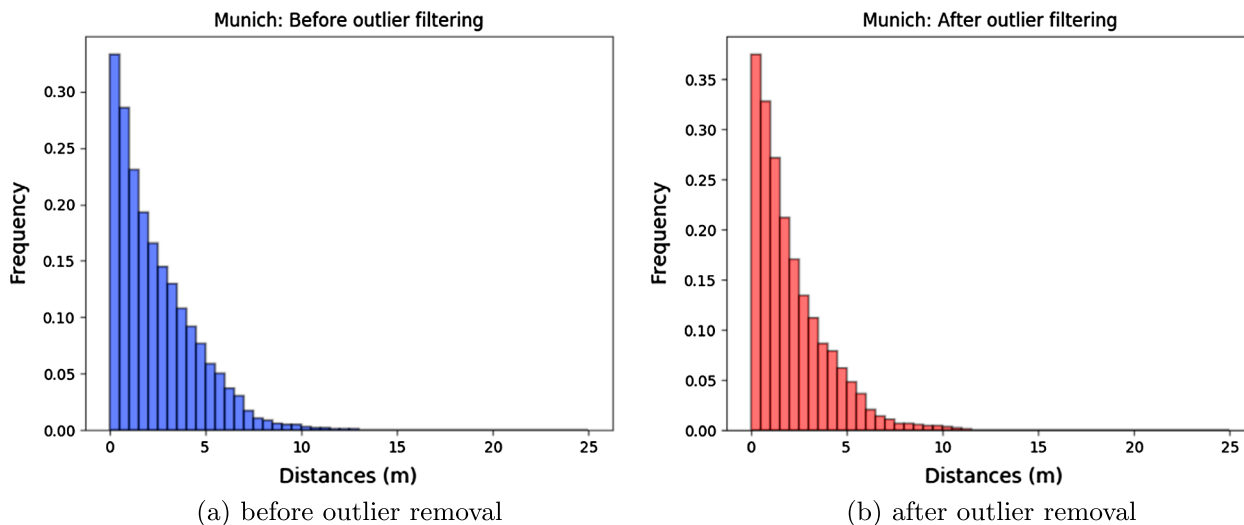 Munich: Before outlier filtering
Frequency
0.30
0.25
0.20
0.15
0.10
0.05
0.00
0 5 10 15 20 25
Distances (m)
(a) before outlier removal
Munich: After outlier filtering
Frequency
0.35
0.30
0.25
0.20
0.15
0.10
0.05
0.00
0 5 10 15 20 25
Distances (m)
(b) after outlier removal